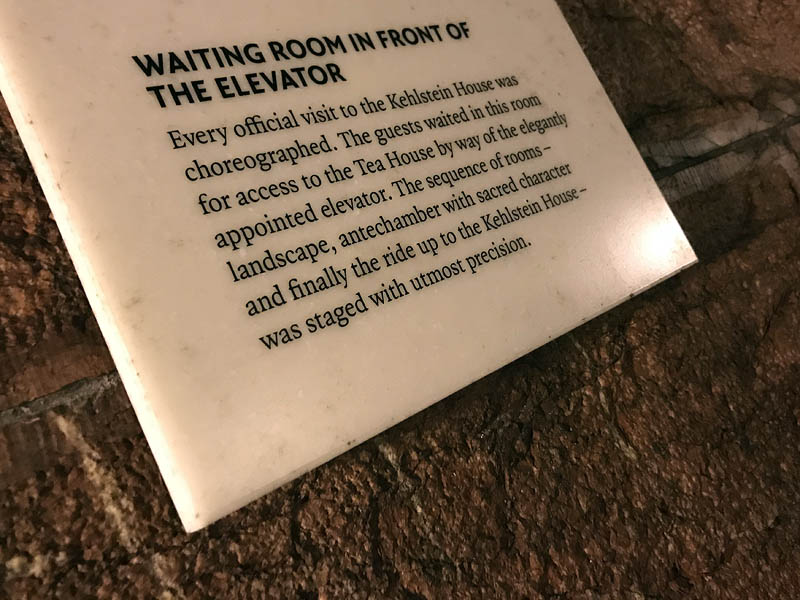 WAITING ROOM IN FRONT OF
THE ELEVATOR
Every official visit to the Kehlstein House was
choreographed. The guests waited in this room
for access to the Tea House by way of the elegantly
appointed elevator. The sequence of rooms –
landscape, antechamber with sacred character
and finally the ride up to the Kehlstein House –
was staged with utmost precision.